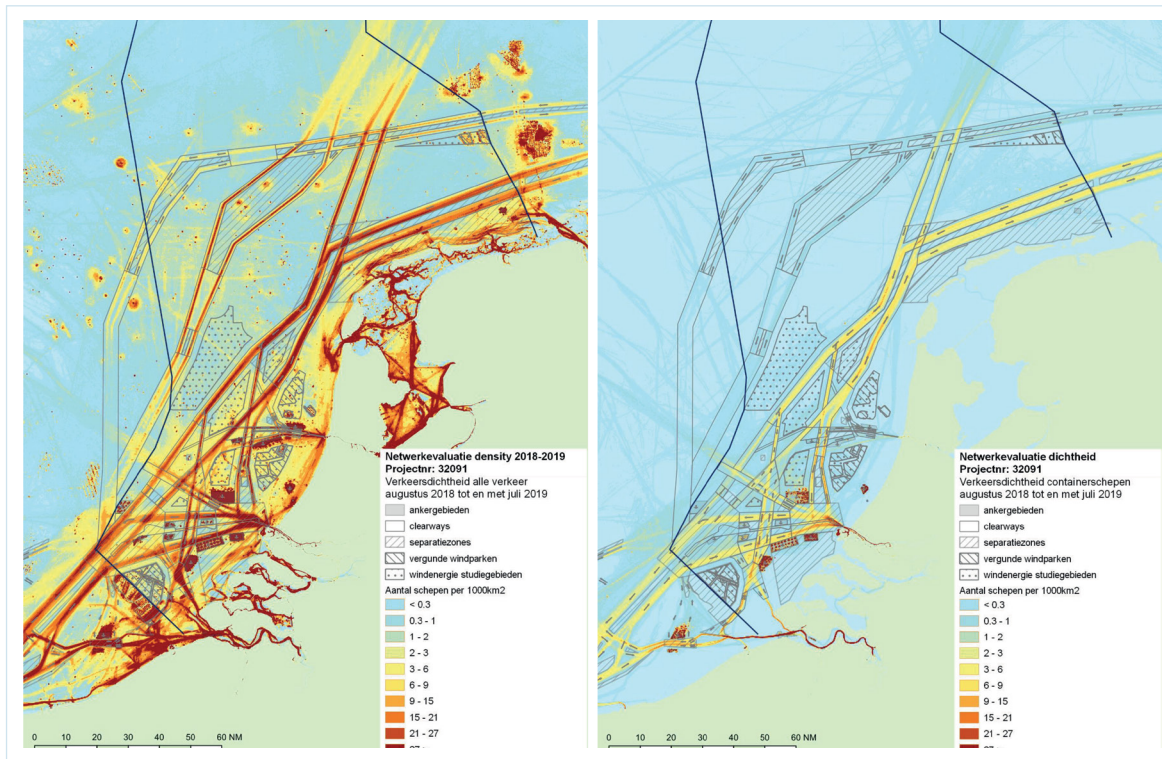 Netwerkevaluatie density 2018-2019
Projectnr: 32091
Verkeersdichtheid alle verkeer
augustus 2018 tot en met juli 2019
ankergebieden
clearways
separatiezones
vergunde windparken
windenergie studiegebieden
Aantal schepen per 1000km2
< 0.3
0.3 - 1
1 - 2
2 - 3
3 - 6
6 - 9
9 - 15
15 - 21
21 - 27
0 10 20 30 40 50 60 NM
Netwerkevaluatie dichtheid
Projectnr: 32091
Verkeersdichtheid containerschepen
augustus 2018 tot en met juli 2019
ankergebieden
clearways
separatiezones
vergunde windparken
windenergie studiegebieden
Aantal schepen per 1000km2
< 0.3
0.3 - 1
1 - 2
2 - 3
3 - 6
6 - 9
9 - 15
15 - 21
21 - 27
0 10 20 30 40 50 60 NM